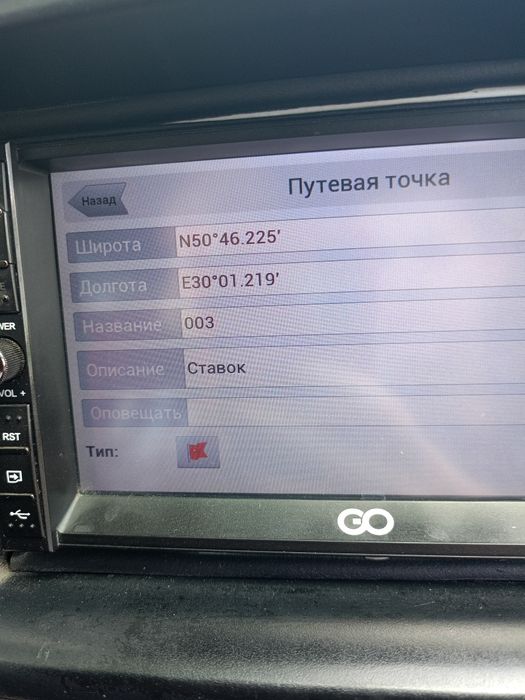 Назад
Путевая точка
Широта N50°46.225'
Долгота E30°01.219'
Название 003
Описание Ставок
Оповещать
Тип:
VOL +
RST
GO